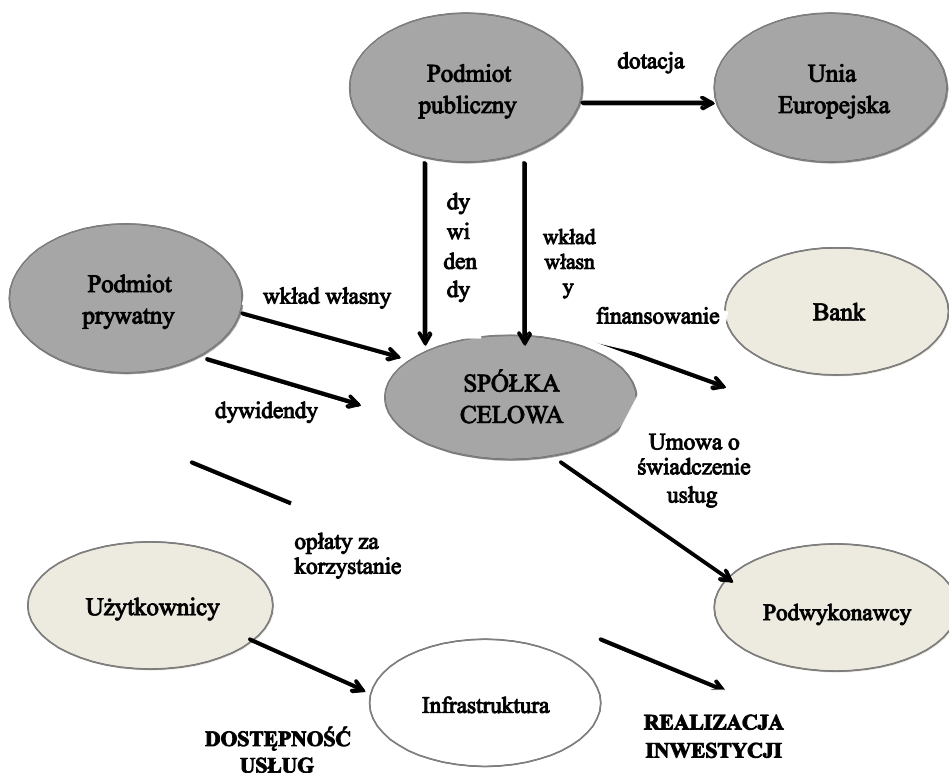 Podmiot
publiczny
dotacja
Unia
Europejska
dy
wi
den
dy
wkład
własn
y
Podmiot
prywatny
wkład własny
finansowanie
Bank
SPÓŁKA
CELOWA
dywidendy
Umowa o
świadczenie
usług
opłaty za
korzystanie
Użytkownicy
Podwykonawcy
Infrastruktura
DOSTĘPNOŚĆ
USŁUG
REALIZACJA
INWESTYCJI